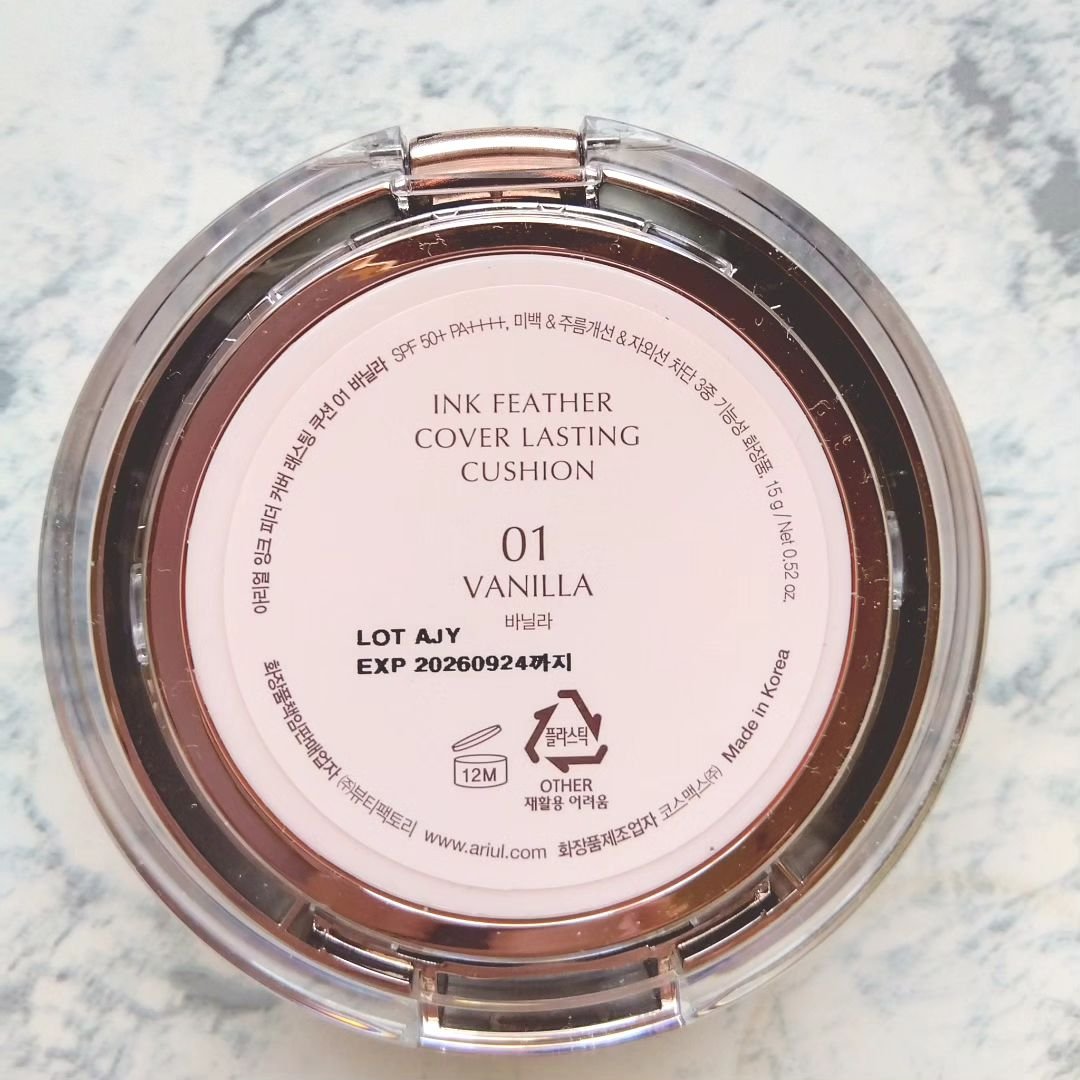 아리얼 잉크 피더 커버 래스팅 쿠션 01 바닐라 SPF 50+ PA++++, 미백 & 주름개선 & 자외선 차단 3중 기능성 화장품, 15 g / Net 0.52 oz.
INK FEATHER
COVER LASTING
CUSHION
01
VANILLA
바닐라
LOT AJY
EXP 20260924까지
12M
플라스틱
OTHER
재활용 어려움
화장품책임판매업자 ㈜뷰티팩토리 www.ariul.com 화장품제조업자 코스맥스㈜ Made in Korea